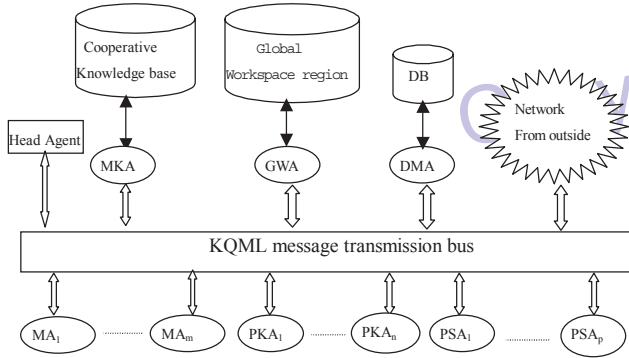 Cooperative
Knowledge base
Global
Workspace region
DB
Network
From outside
Head Agent
MKA
GWA
DMA
KQML message transmission bus
MA1
MAm
PKA1
PKAn
PSA1
PSAp